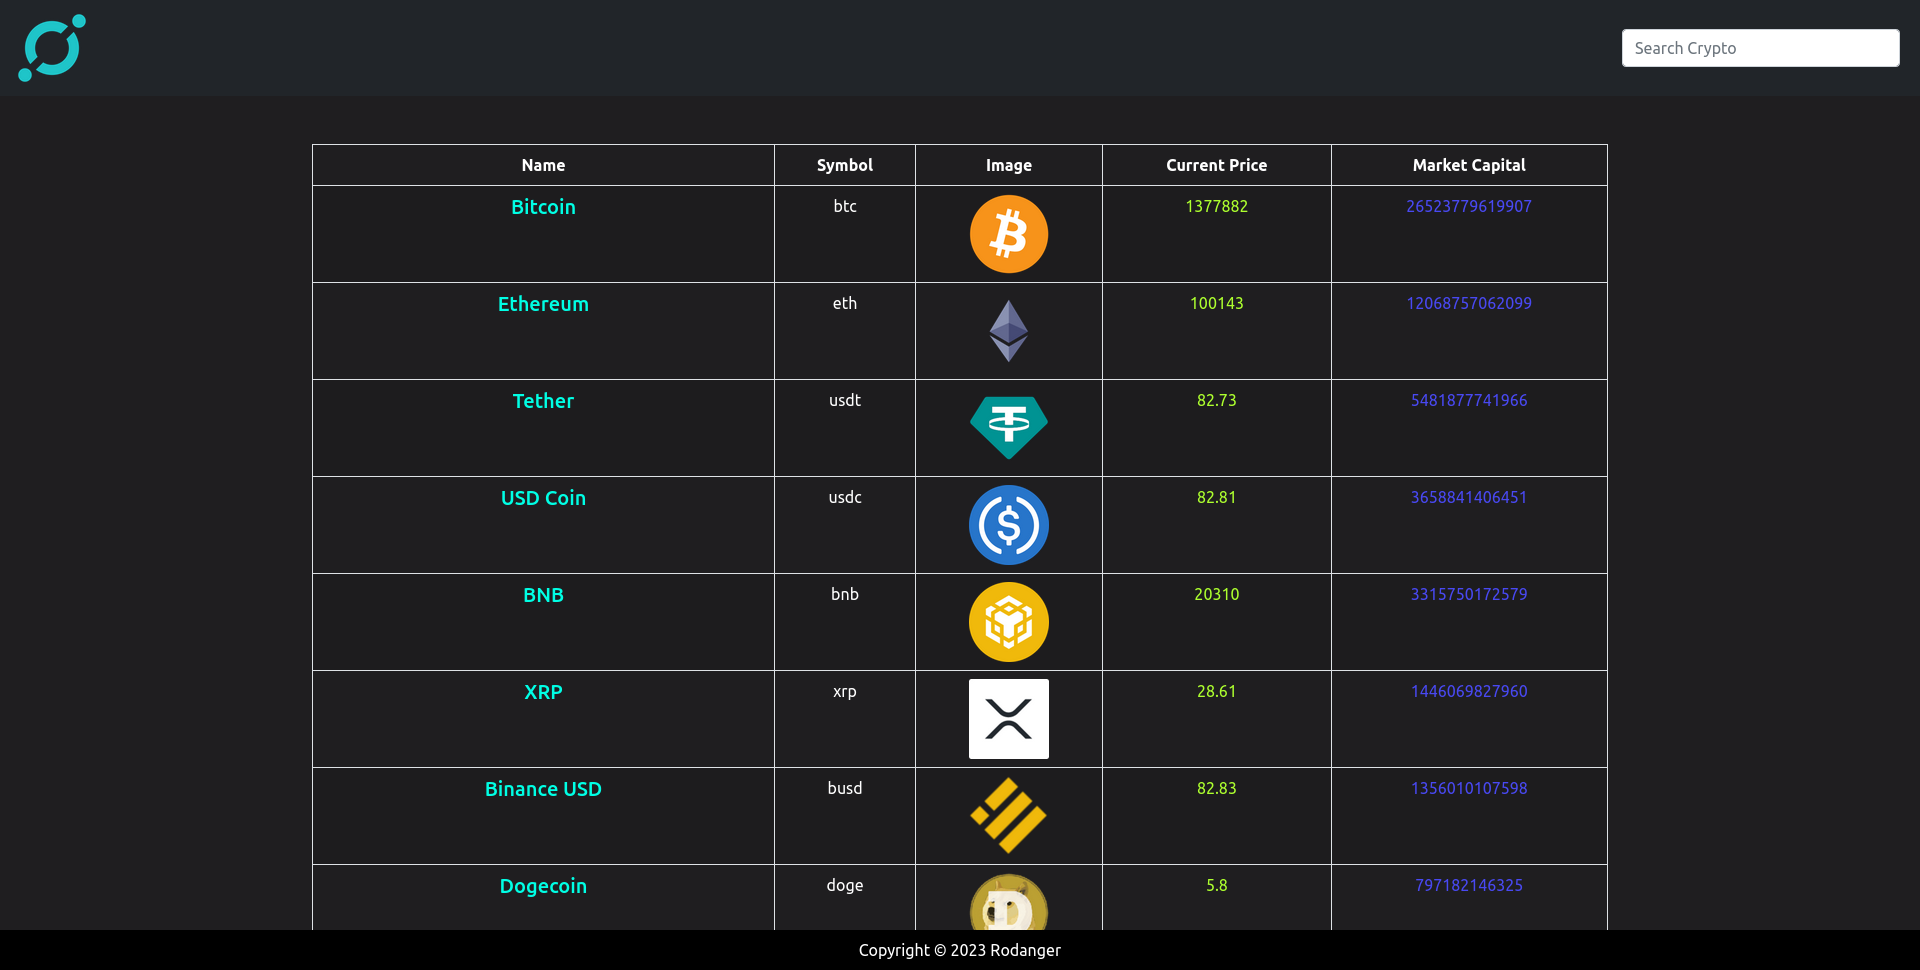 Search Crypto
Name Symbol Image Current Price Market Capital
Bitcoin btc 1377882 26523779619907
Ethereum eth 100143 12068757062099
Tether usdt 82.73 5481877741966
USD Coin usdc 82.81 3658841406451
BNB bnb 20310 3315750172579
XRP xrp 28.61 1446069827960
Binance USD busd 82.83 1356010107598
Dogecoin doge 5.8 797182146325
Copyright © 2023 Rodanger